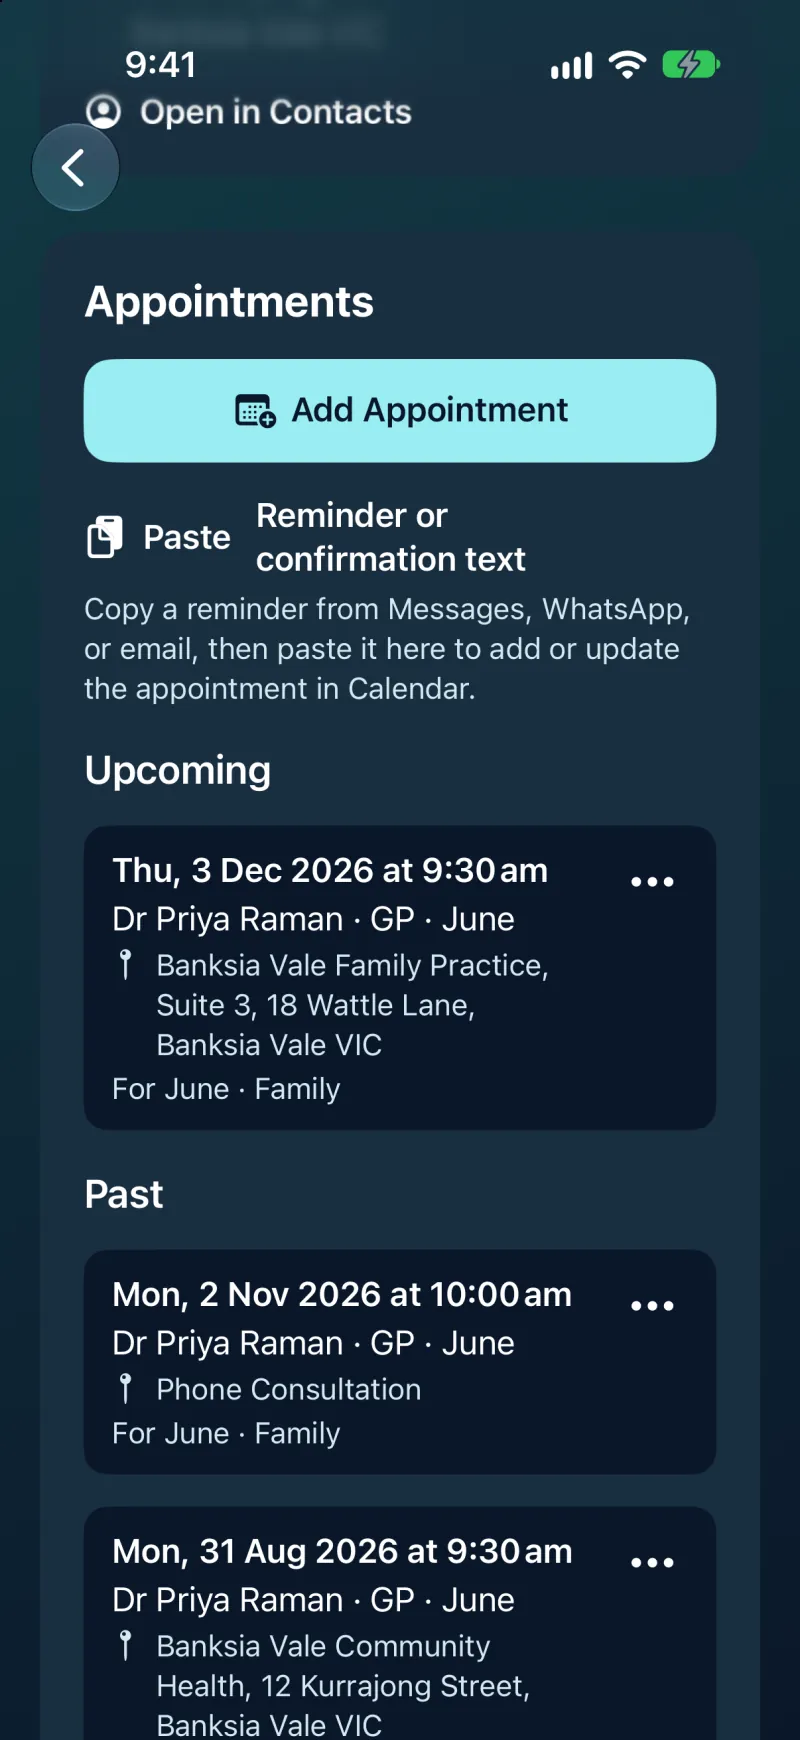 9:41
Open in Contacts
Appointments
Add Appointment
Paste
Reminder or
confirmation text
Copy a reminder from Messages, WhatsApp,
or email, then paste it here to add or update
the appointment in Calendar.
Upcoming
Thu, 3 Dec 2026 at 9:30 am
Dr Priya Raman · GP · June
Banksia Vale Family Practice,
Suite 3, 18 Wattle Lane,
Banksia Vale VIC
For June · Family
Past
Mon, 2 Nov 2026 at 10:00 am
Dr Priya Raman · GP · June
Phone Consultation
For June · Family
Mon, 31 Aug 2026 at 9:30 am
Dr Priya Raman · GP · June
Banksia Vale Community
Health, 12 Kurrajong Street,
Banksia Vale VIC